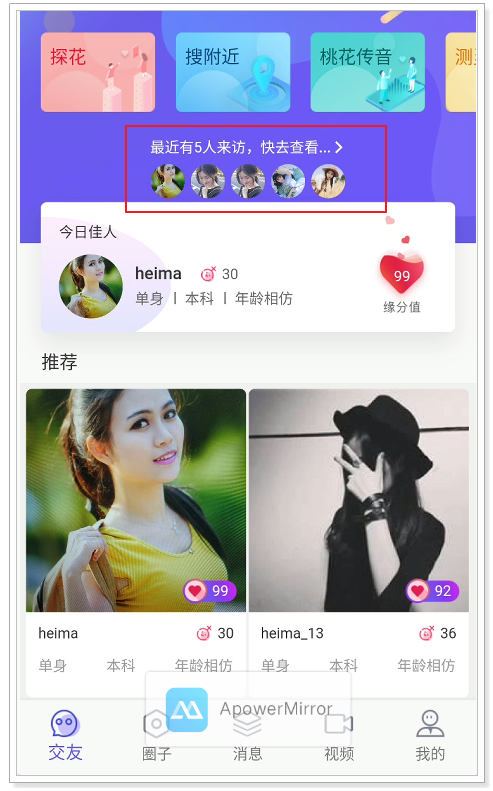 探花
搜附近
桃花传音
测
最近有5人来访，快去查看...
今日佳人
heima 30
单身 | 本科 | 年龄相仿
99
缘分值
推荐
99
92
heima 30
heima_13 36
单身 本科 年龄相仿
单身 本科 年龄相仿
ApowerMirror
交友 圈子 消息 视频 我的